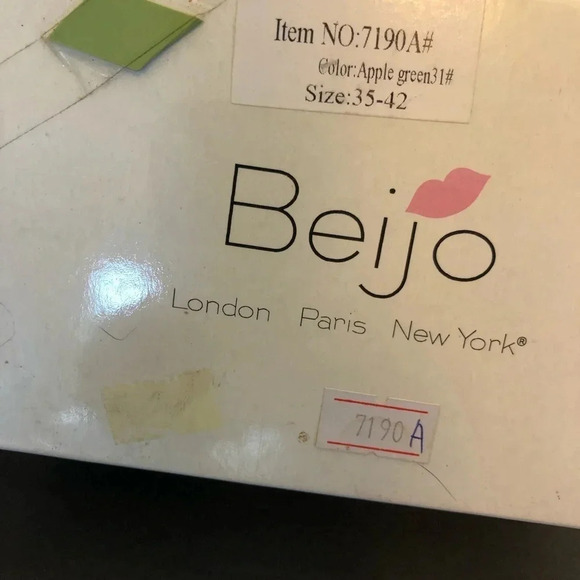 Item NO:7190A#
Color:Apple green31#
Size:35-42
Beijo
London Paris New York®
7190A